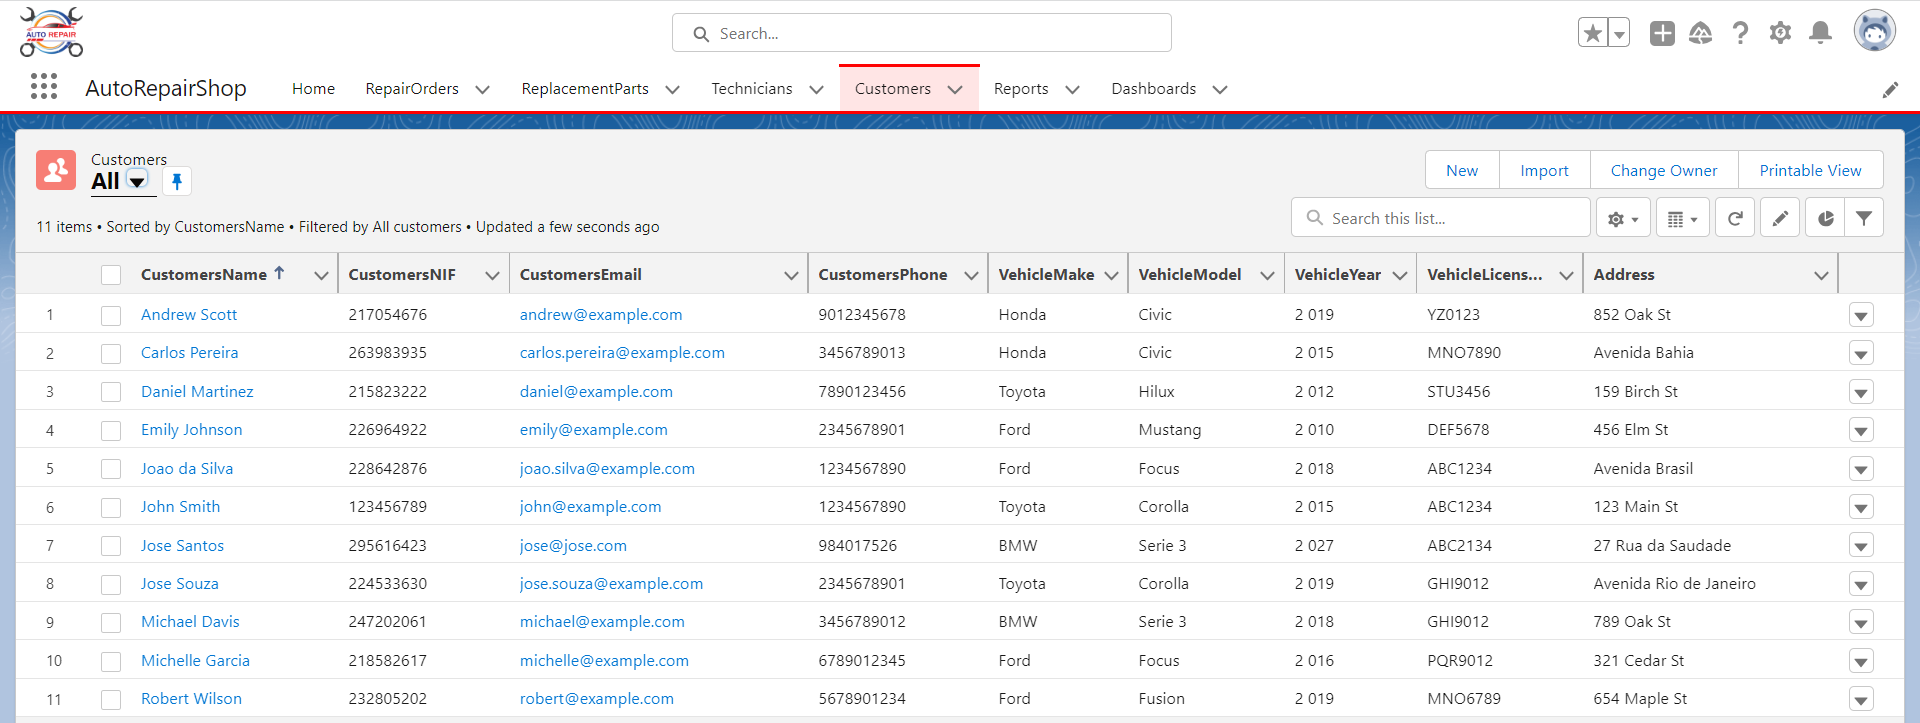 AUTO REPAIR
Search...
AutoRepairShop Home RepairOrders ReplacementParts Technicians Customers Reports Dashboards
Customers
All
New Import Change Owner Printable View
11 items • Sorted by CustomersName • Filtered by All customers • Updated a few seconds ago
Search this list...
CustomersName CustomersNIF CustomersEmail CustomersPhone VehicleMake VehicleModel VehicleYear VehicleLicens... Address
1 Andrew Scott 217054676 andrew@example.com 9012345678 Honda Civic 2 019 YZ0123 852 Oak St
2 Carlos Pereira 263983935 carlos.pereira@example.com 3456789013 Honda Civic 2 015 MNO7890 Avenida Bahia
3 Daniel Martinez 215823222 daniel@example.com 7890123456 Toyota Hilux 2 012 STU3456 159 Birch St
4 Emily Johnson 226964922 emily@example.com 2345678901 Ford Mustang 2 010 DEF5678 456 Elm St
5 Joao da Silva 228642876 joao.silva@example.com 1234567890 Ford Focus 2 018 ABC1234 Avenida Brasil
6 John Smith 123456789 john@example.com 1234567890 Toyota Corolla 2 015 ABC1234 123 Main St
7 Jose Santos 295616423 jose@jose.com 984017526 BMW Serie 3 2 027 ABC2134 27 Rua da Saudade
8 Jose Souza 224533630 jose.souza@example.com 2345678901 Toyota Corolla 2 019 GHI9012 Avenida Rio de Janeiro
9 Michael Davis 247202061 michael@example.com 3456789012 BMW Serie 3 2 018 GHI9012 789 Oak St
10 Michelle Garcia 218582617 michelle@example.com 6789012345 Ford Focus 2 016 PQR9012 321 Cedar St
11 Robert Wilson 232805202 robert@example.com 5678901234 Ford Fusion 2 019 MNO6789 654 Maple St